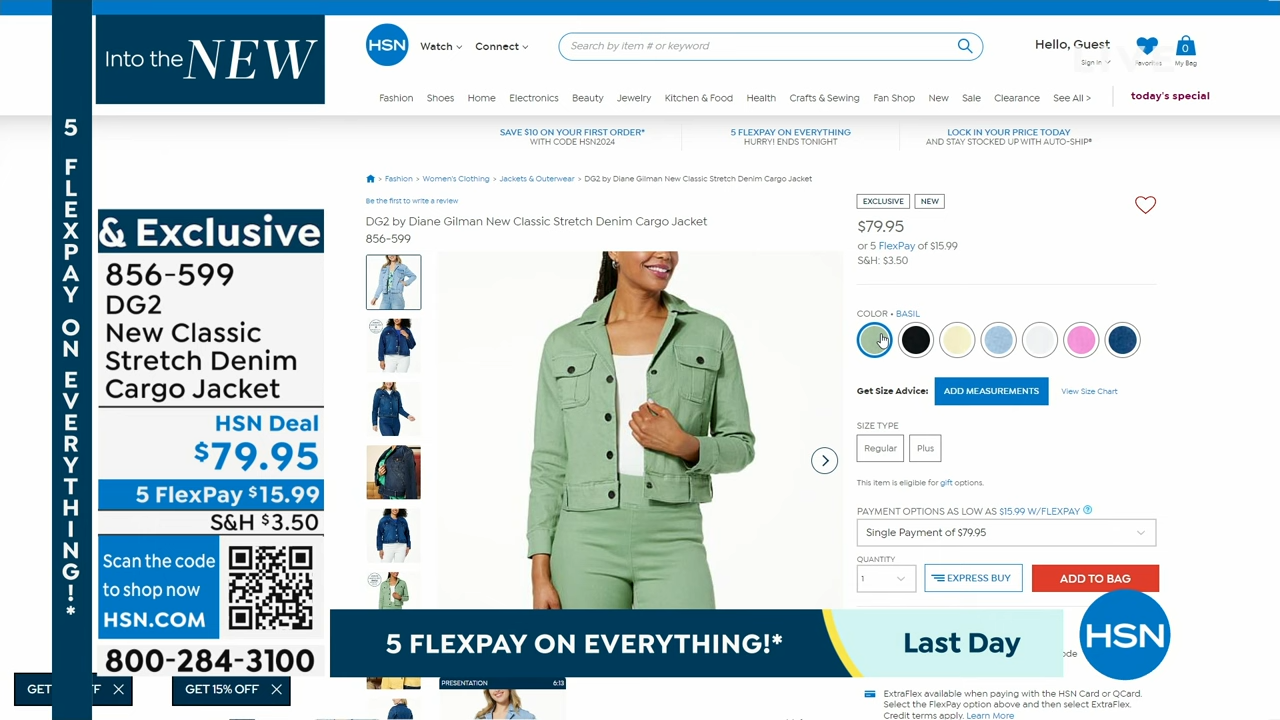 Into the NEW
5 FLEXPAY ON EVERYTHING!*
& Exclusive
856-599
DG2
New Classic
Stretch Denim
Cargo Jacket
HSN Deal
$79.95
5 FlexPay $15.99
S&H $3.50
Scan the code
to shop now
HSN.COM
800-284-3100
GET
FF
GET 15% OFF
HSN
Watch
Connect
Search by item # or keyword
Hello, Guest
Sign In
Favorites
0
My Bag
Fashion Shoes Home Electronics Beauty Jewelry Kitchen & Food Health Crafts & Sewing Fan Shop New Sale Clearance See All >
today's special
SAVE $10 ON YOUR FIRST ORDER*
WITH CODE HSN2024
5 FLEXPAY ON EVERYTHING
HURRY! ENDS TONIGHT
LOCK IN YOUR PRICE TODAY
AND STAY STOCKED UP WITH AUTO-SHIP®
> Fashion > Women's Clothing > Jackets & Outerwear > DG2 by Diane Gilman New Classic Stretch Denim Cargo Jacket
Be the first to write a review
DG2 by Diane Gilman New Classic Stretch Denim Cargo Jacket
856-599
EXCLUSIVE
NEW
$79.95
or 5 FlexPay of $15.99
S&H: $3.50
COLOR • BASIL
Get Size Advice:
ADD MEASUREMENTS
View Size Chart
SIZE TYPE
Regular
Plus
This item is eligible for gift options.
PAYMENT OPTIONS AS LOW AS $15.99 W/FLEXPAY
Single Payment of $79.95
QUANTITY
1
EXPRESS BUY
ADD TO BAG
5 FLEXPAY ON EVERYTHING!*
Last Day
HSN
ode
PRESENTATION 6:13
ExtraFlex available when paying with the HSN Card or QCard.
Select the FlexPay option above and then select ExtraFlex.
Credit terms apply. Learn More